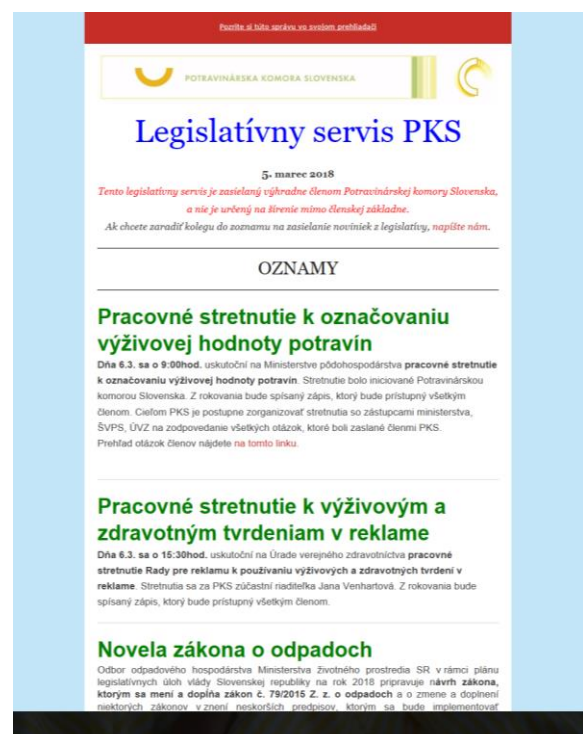 Pozrite si túto správu vo svojom prehliadači
POTRAVINÁRSKA KOMORA SLOVENSKA
Legislatívny servis PKS
5. marec 2018
Tento legislatívny servis je zasielaný výhradne členom Potravinárskej komory Slovenska,
a nie je určený na šírenie mimo členskej základne.
Ak chcete zaradiť kolegu do zoznamu na zasielanie noviniek z legislatívy, napíšte nám.
OZNAMY
Pracovné stretnutie k označovaniu
výživovej hodnoty potravín
Dňa 6.3. sa o 9:00hod. uskutoční na Ministerstve pôdohospodárstva pracovné stretnutie
k označovaniu výživovej hodnoty potravín. Stretnutie bolo iniciované Potravinárskou
komorou Slovenska. Z rokovania bude spísaný zápis, ktorý bude prístupný všetkým
členom. Cieľom PKS je postupne zorganizovať stretnutia so zástupcami ministerstva,
ŠVPS, ÚVZ na zodpovedanie všetkých otázok, ktoré boli zaslané členmi PKS.
Prehľad otázok členov nájdete na tomto linku.
Pracovné stretnutie k výživovým a
zdravotným tvrdeniam v reklame
Dňa 6.3. sa o 15:30hod. uskutoční na Úrade verejného zdravotníctva pracovné
stretnutie Rady pre reklamu k používaniu výživových a zdravotných tvrdení v
reklame. Stretnutia sa za PKS zúčastní riaditeľka Jana Venhartová. Z rokovania bude
spísaný zápis, ktorý bude prístupný všetkým členom.
Novela zákona o odpadoch
Odbor odpadového hospodárstva Ministerstva životného prostredia SR v rámci plánu
legislatívnych úloh vlády Slovenskej republiky na rok 2018 pripravuje návrh zákona,
ktorým sa mení a dopĺňa zákon č. 79/2015 Z. z. o odpadoch a o zmene a doplnení
niektorých zákonov v znení neskorších predpisov, ktorým sa bude implementovať